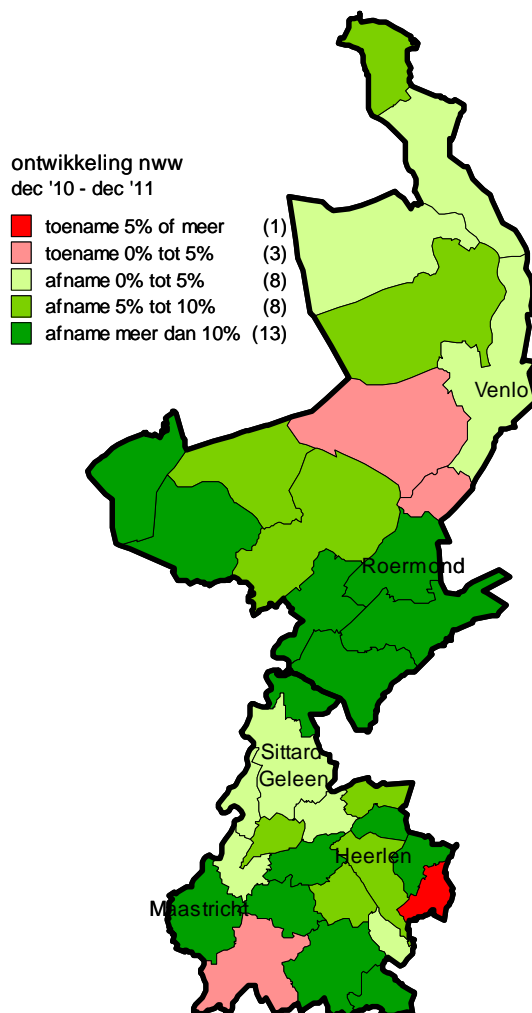 ontwikkeling nww
dec '10 - dec '11
toename 5% of meer (1)
toename 0% tot 5% (3)
afname 0% tot 5% (8)
afname 5% tot 10% (8)
afname meer dan 10% (13)
Venlo
Roermond
Sittard
Geleen
Heerlen
Maastricht